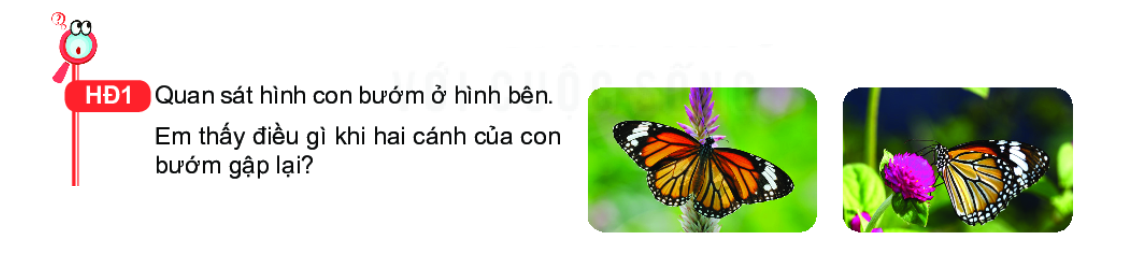 HĐ1 Quan sát hình con bướm ở hình bên.
Em thấy điều gì khi hai cánh của con
bướm gập lại?